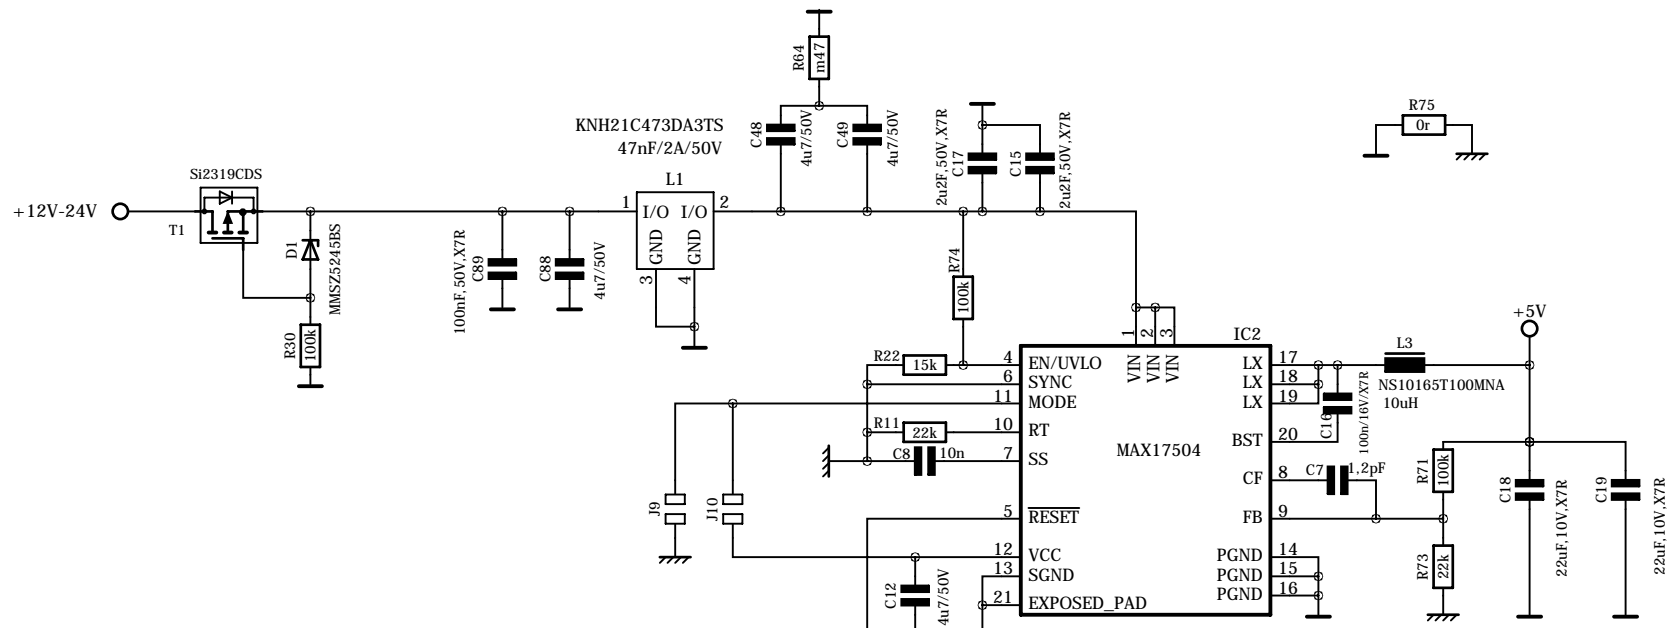 R64
m47
C48
4u7/50V
C49
4u7/50V
KNH21C473DA3TS
47nF/2A/50V
2u2F,50V,X7R
C17
C15
2u2F,50V,X7R
R75
0r
Si2319CDS
T1
+12V-24V
D1
MMSZ5245BS
R30
100k
100nF,50V,X7R
C89
C88
4u7/50V
L1
1 I/O I/O 2
GND GND
3 4
R74
100k
1 2 3
VIN VIN VIN
IC2
MAX17504
R22
15k
4 EN/UVLO
6 SYNC
11 MODE
R11
22k
10 RT
C8
10n
7 SS
J9
J10
5 RESET
12 VCC
13 SGND
21 EXPOSED_PAD
C12
4u7/50V
LX 17
LX 18
LX 19
BST 20
CF 8
FB 9
PGND 14
PGND 15
PGND 16
C16
100n/16V/X7R
L3
NS10165T100MNA
10uH
+5V
C7
1,2pF
R71
100k
R73
22k
C18
22uF,10V,X7R
C19
22uF,10V,X7R